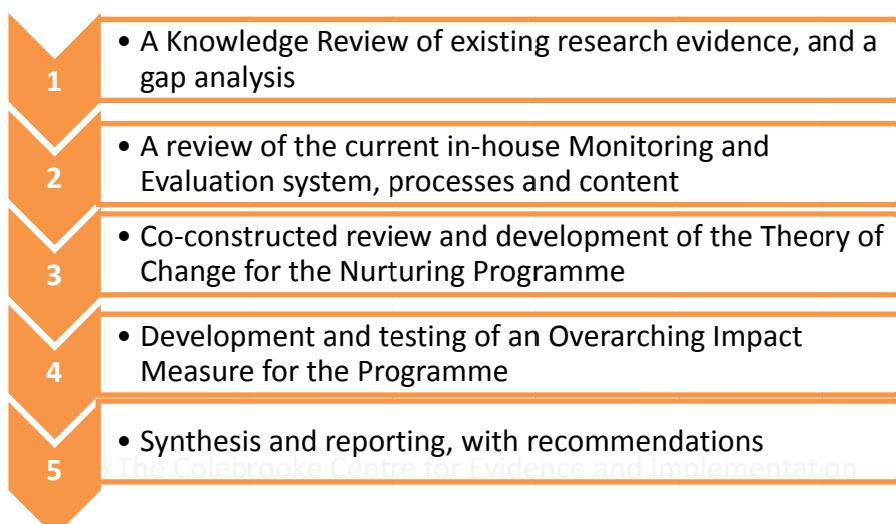 1
• A Knowledge Review of existing research evidence, and a
gap analysis
2
• A review of the current in-house Monitoring and
Evaluation system, processes and content
3
• Co-constructed review and development of the Theory of
Change for the Nurturing Programme
4
• Development and testing of an Overarching Impact
Measure for the Programme
5
• Synthesis and reporting, with recommendations
The Colebrooke Centre for Evidence and Implementation